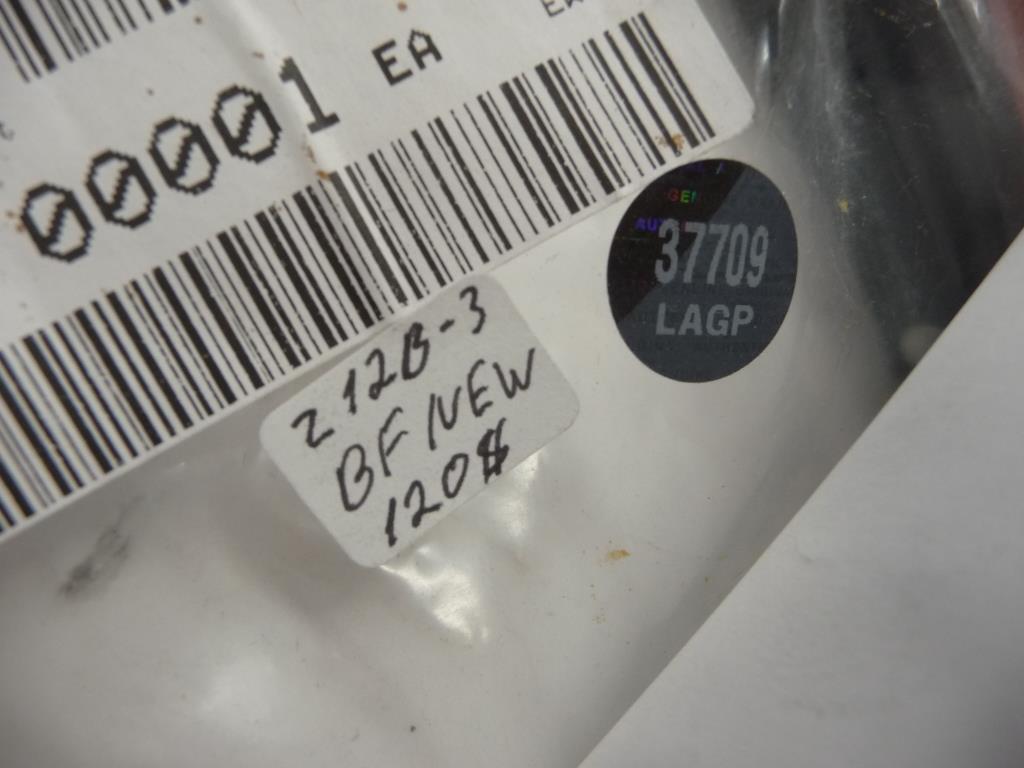 00001 EA
37709
LAGP
212B-3
BF NEW
120$